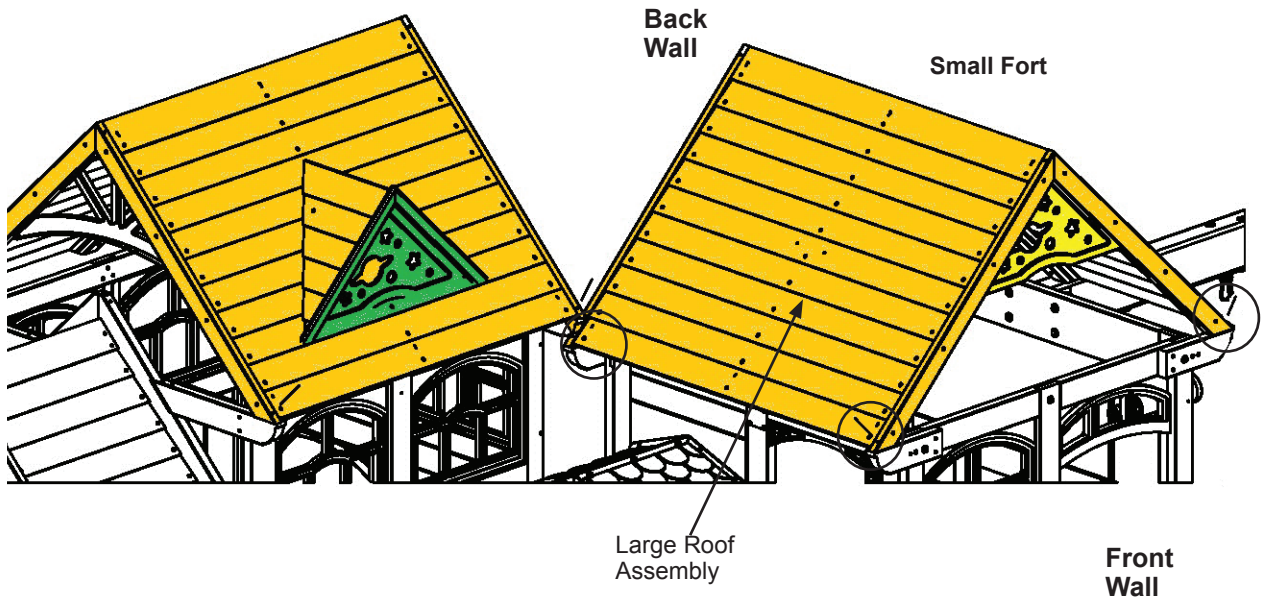 Back
Wall
Small Fort
Large Roof
Assembly
Front
Wall